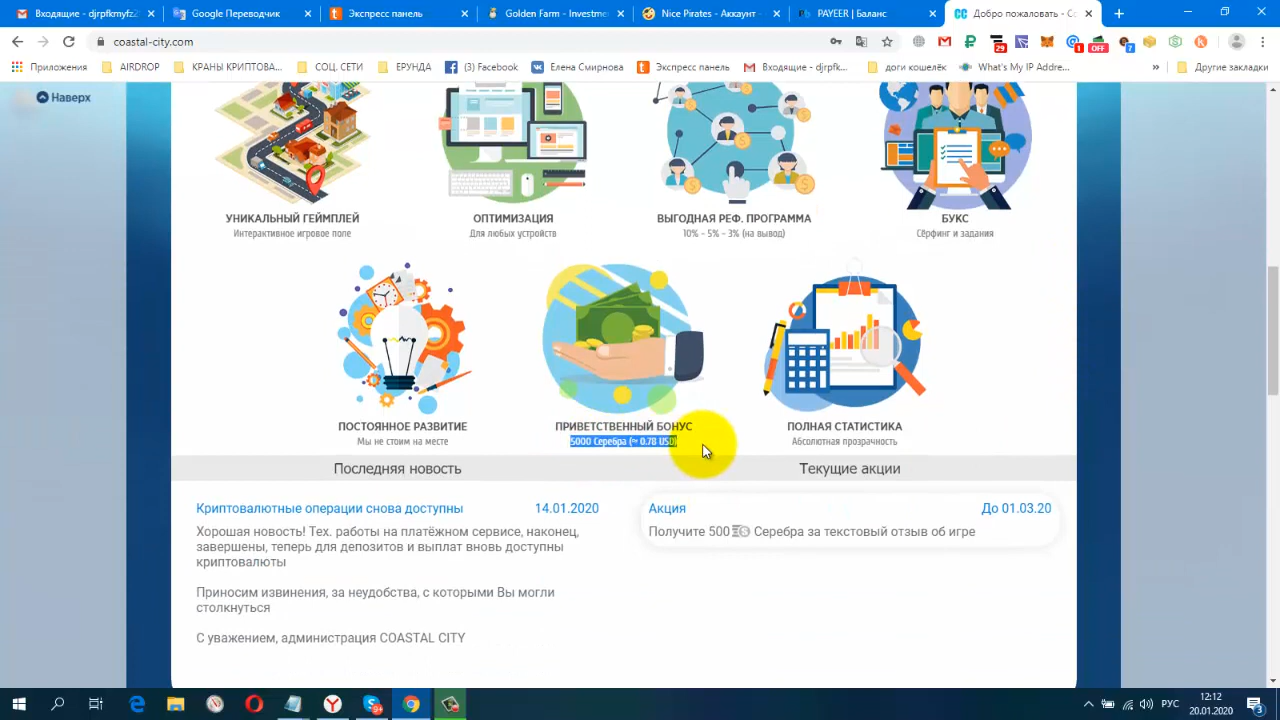 Входящие - djrpfkmyfz2
Google Переводчик
Экспресс панель
Golden Farm - Investme
Nice Pirates - Аккаунт -
PAYEER | Баланс
Добро пожаловать - Co
coastal-city.com
29
1
OFF
7
Приложения
AIRDROP
КРАНЫ КРИПТОВА...
СОЦ. СЕТИ
ЕРУНДА
Facebook
Елена Смирнова
Экспресс панель
Входящие - djrpfk...
доги кошелёк
What's My IP Addre...
»
Другие закладки
Наверх
УНИКАЛЬНЫЙ ГЕЙМПЛЕЙ
Интерактивное игровое поле
ОПТИМИЗАЦИЯ
Для любых устройств
ВЫГОДНАЯ РЕФ. ПРОГРАММА
10% - 5% - 3% (на вывод)
БУКС
Сёрфинг и задания
ПОСТОЯННОЕ РАЗВИТИЕ
Мы не стоим на месте
ПРИВЕТСТВЕННЫЙ БОНУС
5000 Серебра (~ 0.78 USD)
ПОЛНАЯ СТАТИСТИКА
Абсолютная прозрачность
Последняя новость
Текущие акции
Криптовалютные операции снова доступны
14.01.2020
Хорошая новость! Тех. работы на платёжном сервисе, наконец,
завершены, теперь для депозитов и выплат вновь доступны
криптовалюты
Приносим извинения, за неудобства, с которыми Вы могли
столкнуться
С уважением, администрация COASTAL CITY
Акция
До 01.03.20
Получите 500 Серебра за текстовый отзыв об игре
РУС
12:12
20.01.2020
3